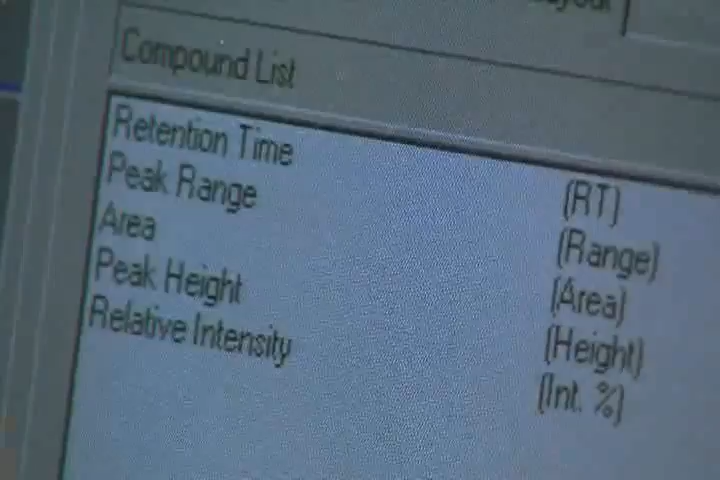 Compound List
Retention Time (RT)
Peak Range (Range)
Area (Area)
Peak Height (Height)
Relative Intensity (Int. %)